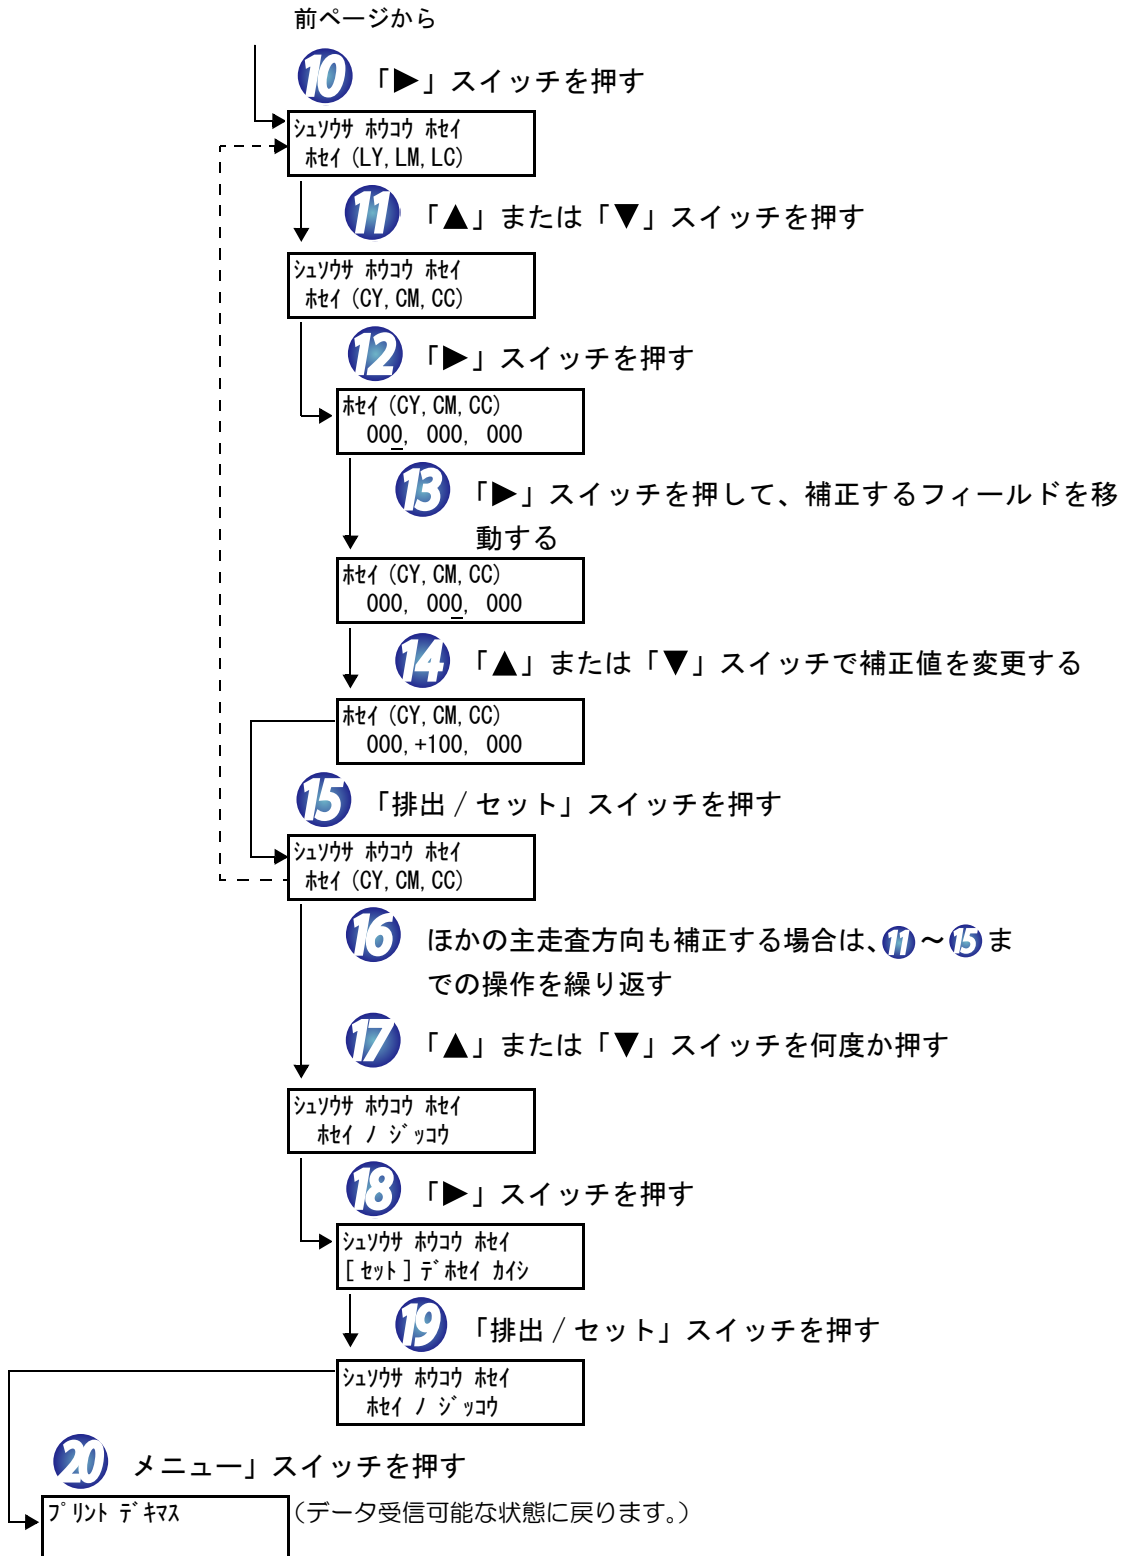 前ページから
10 「▶」スイッチを押す
ｼｭｿｳｻ ﾎｳｺｳ ﾎｾｲ
ﾎｾｲ (LY, LM, LC)
11 「▲」または「▼」スイッチを押す
ｼｭｿｳｻ ﾎｳｺｳ ﾎｾｲ
ﾎｾｲ (CY, CM, CC)
12 「▶」スイッチを押す
ﾎｾｲ (CY, CM, CC)
000, 000, 000
13 「▶」スイッチを押して、補正するフィールドを移
動する
ﾎｾｲ (CY, CM, CC)
000, 000, 000
14 「▲」または「▼」スイッチで補正値を変更する
ﾎｾｲ (CY, CM, CC)
000,+100, 000
15 「排出 / セット」スイッチを押す
ｼｭｿｳｻ ﾎｳｺｳ ﾎｾｲ
ﾎｾｲ (CY, CM, CC)
16 ほかの主走査方向も補正する場合は、11～15ま
での操作を繰り返す
17 「▲」または「▼」スイッチを何度か押す
ｼｭｿｳｻ ﾎｳｺｳ ﾎｾｲ
ﾎｾｲ ﾉ ｼﾞｯｺｳ
18 「▶」スイッチを押す
ｼｭｿｳｻ ﾎｳｺｳ ﾎｾｲ
[ ｾｯﾄ ] ﾃﾞﾎｾｲ ｶｲｼ
19 「排出 / セット」スイッチを押す
ｼｭｿｳｻ ﾎｳｺｳ ﾎｾｲ
ﾎｾｲ ﾉ ｼﾞｯｺｳ
20 メニュー」スイッチを押す
ﾌﾟﾘﾝﾄ ﾃﾞｷﾏｽ (データ受信可能な状態に戻ります。)